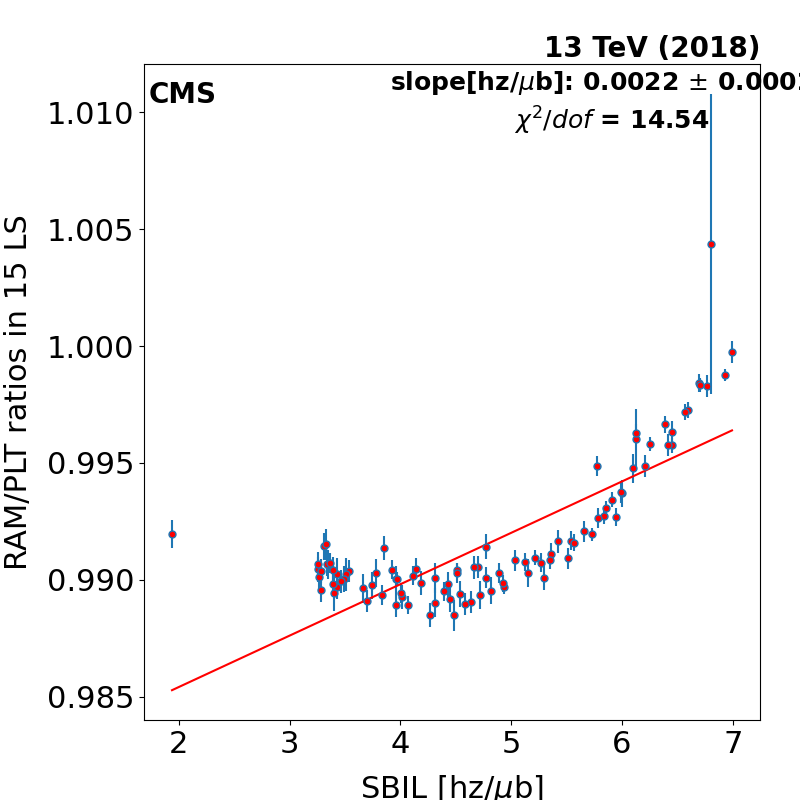 13 TeV (2018)
CMS
slope[hz/μb]: 0.0022 ± 0.000
χ²/dof = 14.54
1.010
1.005
1.000
0.995
0.990
0.985
RAM/PLT ratios in 15 LS
2 3 4 5 6 7
SBIL [hz/μb]